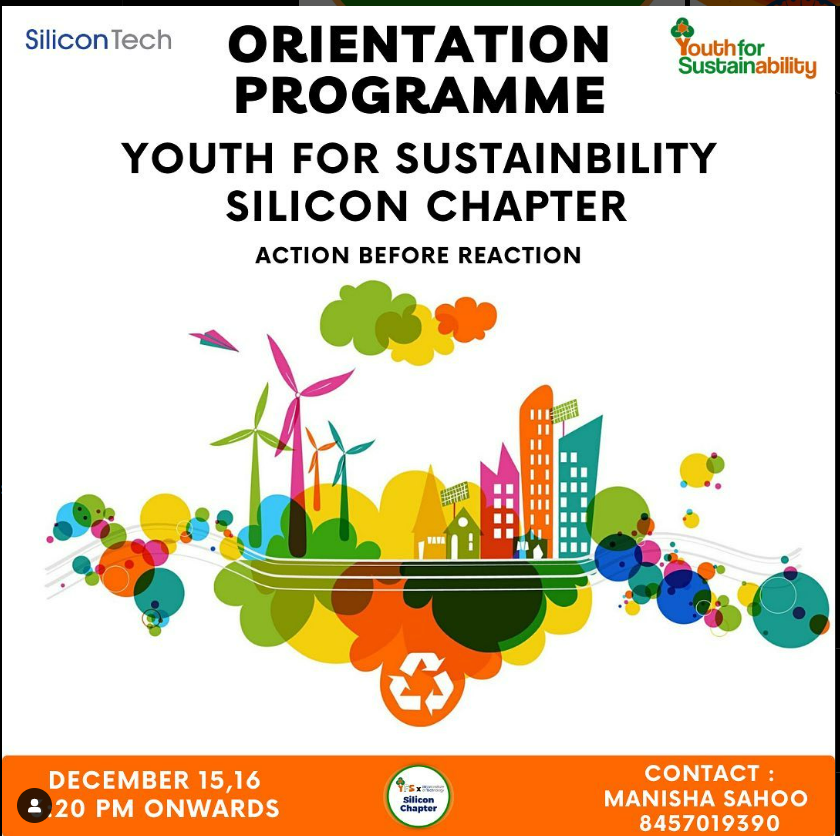 SiliconTech
ORIENTATION
PROGRAMME
Youth for
Sustainability
YOUTH FOR SUSTAINBILITY
SILICON CHAPTER
ACTION BEFORE REACTION
DECEMBER 15,16
:20 PM ONWARDS
YFS x
Silicon
Chapter
CONTACT :
MANISHA SAHOO
8457019390